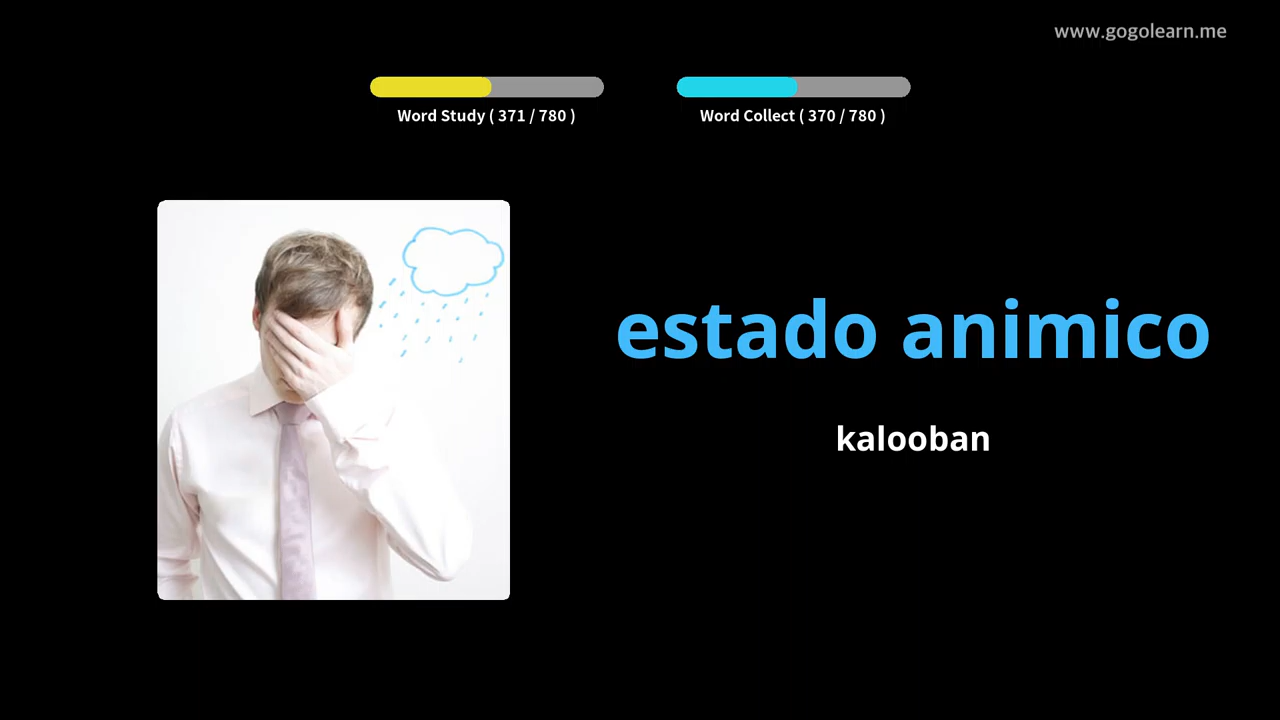 www.gogolearn.me
Word Study ( 371 / 780 )
Word Collect ( 370 / 780 )
estado animico
kalooban